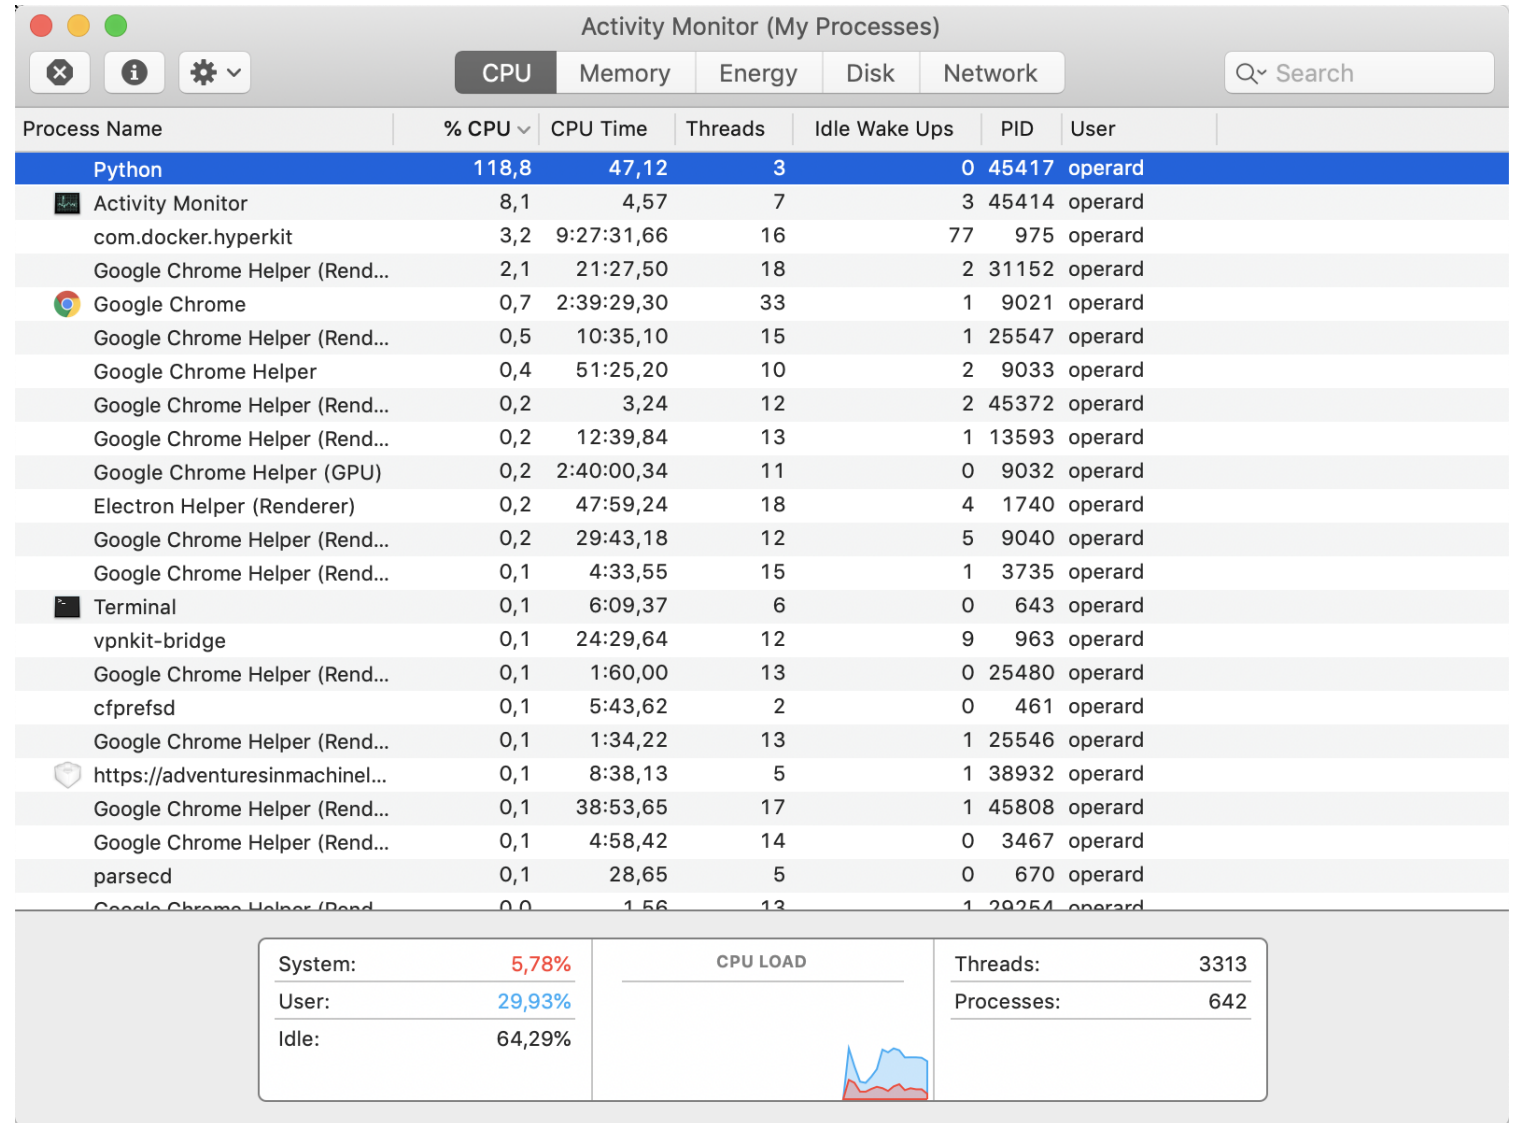 Activity Monitor (My Processes)
CPU Memory Energy Disk Network Search
Process Name % CPU CPU Time Threads Idle Wake Ups PID User
Python 118,8 47,12 3 0 45417 operard
Activity Monitor 8,1 4,57 7 3 45414 operard
com.docker.hyperkit 3,2 9:27:31,66 16 77 975 operard
Google Chrome Helper (Rend... 2,1 21:27,50 18 2 31152 operard
Google Chrome 0,7 2:39:29,30 33 1 9021 operard
Google Chrome Helper (Rend... 0,5 10:35,10 15 1 25547 operard
Google Chrome Helper 0,4 51:25,20 10 2 9033 operard
Google Chrome Helper (Rend... 0,2 3,24 12 2 45372 operard
Google Chrome Helper (Rend... 0,2 12:39,84 13 1 13593 operard
Google Chrome Helper (GPU) 0,2 2:40:00,34 11 0 9032 operard
Electron Helper (Renderer) 0,2 47:59,24 18 4 1740 operard
Google Chrome Helper (Rend... 0,2 29:43,18 12 5 9040 operard
Google Chrome Helper (Rend... 0,1 4:33,55 15 1 3735 operard
Terminal 0,1 6:09,37 6 0 643 operard
vpnkit-bridge 0,1 24:29,64 12 9 963 operard
Google Chrome Helper (Rend... 0,1 1:60,00 13 0 25480 operard
cfprefsd 0,1 5:43,62 2 0 461 operard
Google Chrome Helper (Rend... 0,1 1:34,22 13 1 25546 operard
https://adventuresinmachinel... 0,1 8:38,13 5 1 38932 operard
Google Chrome Helper (Rend... 0,1 38:53,65 17 1 45808 operard
Google Chrome Helper (Rend... 0,1 4:58,42 14 0 3467 operard
parsecd 0,1 28,65 5 0 670 operard
Google Chrome Helper (Rend 0,0 1,56 13 1 29254 operard
System: 5,78% CPU LOAD Threads: 3313
User: 29,93% Processes: 642
Idle: 64,29%